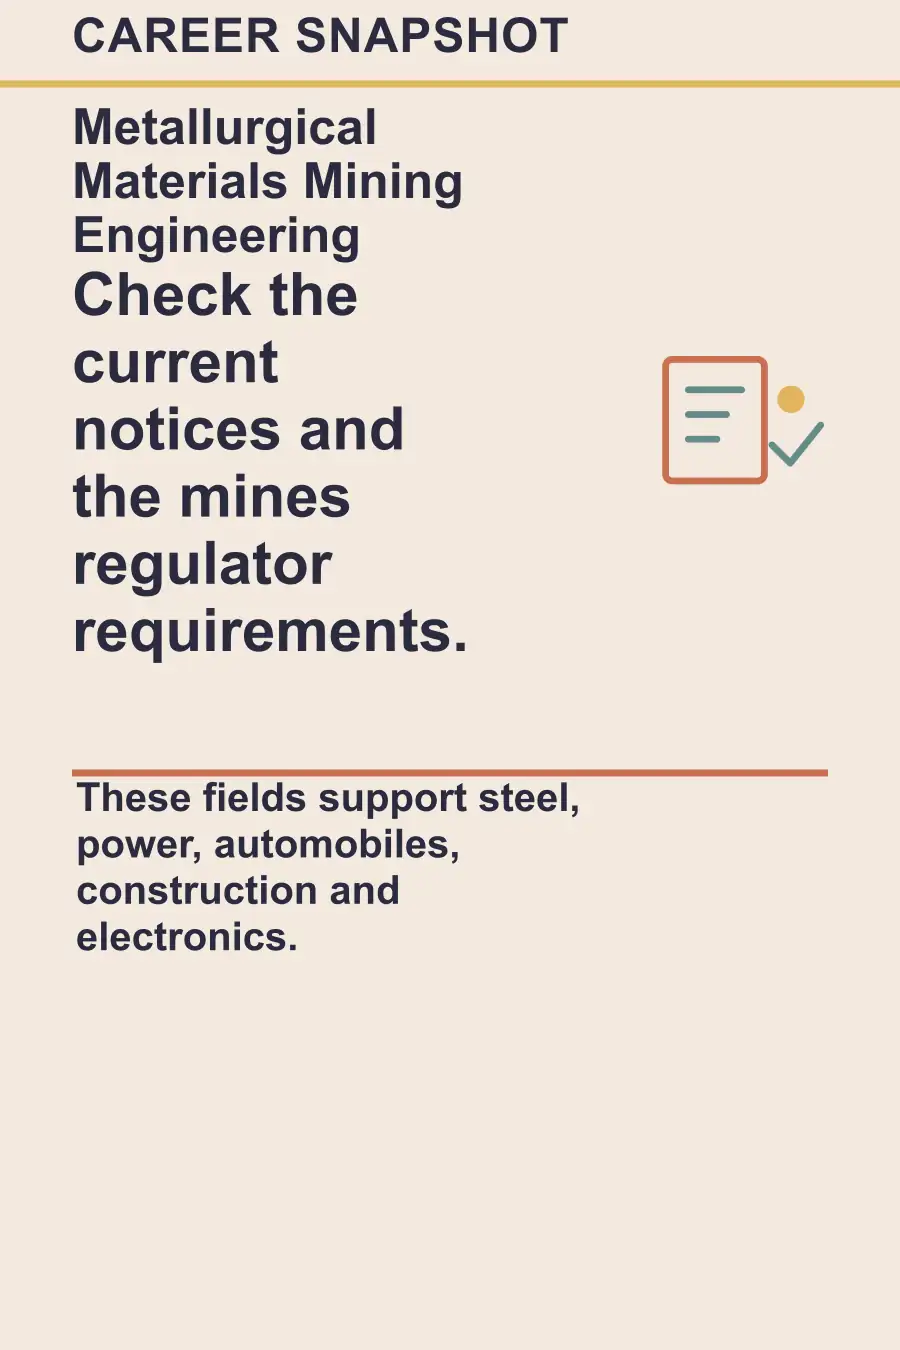 CAREER SNAPSHOT
Metallurgical
Materials Mining
Engineering
Check the
current
notices and
the mines
regulator
requirements.
These fields support steel,
power, automobiles,
construction and
electronics.